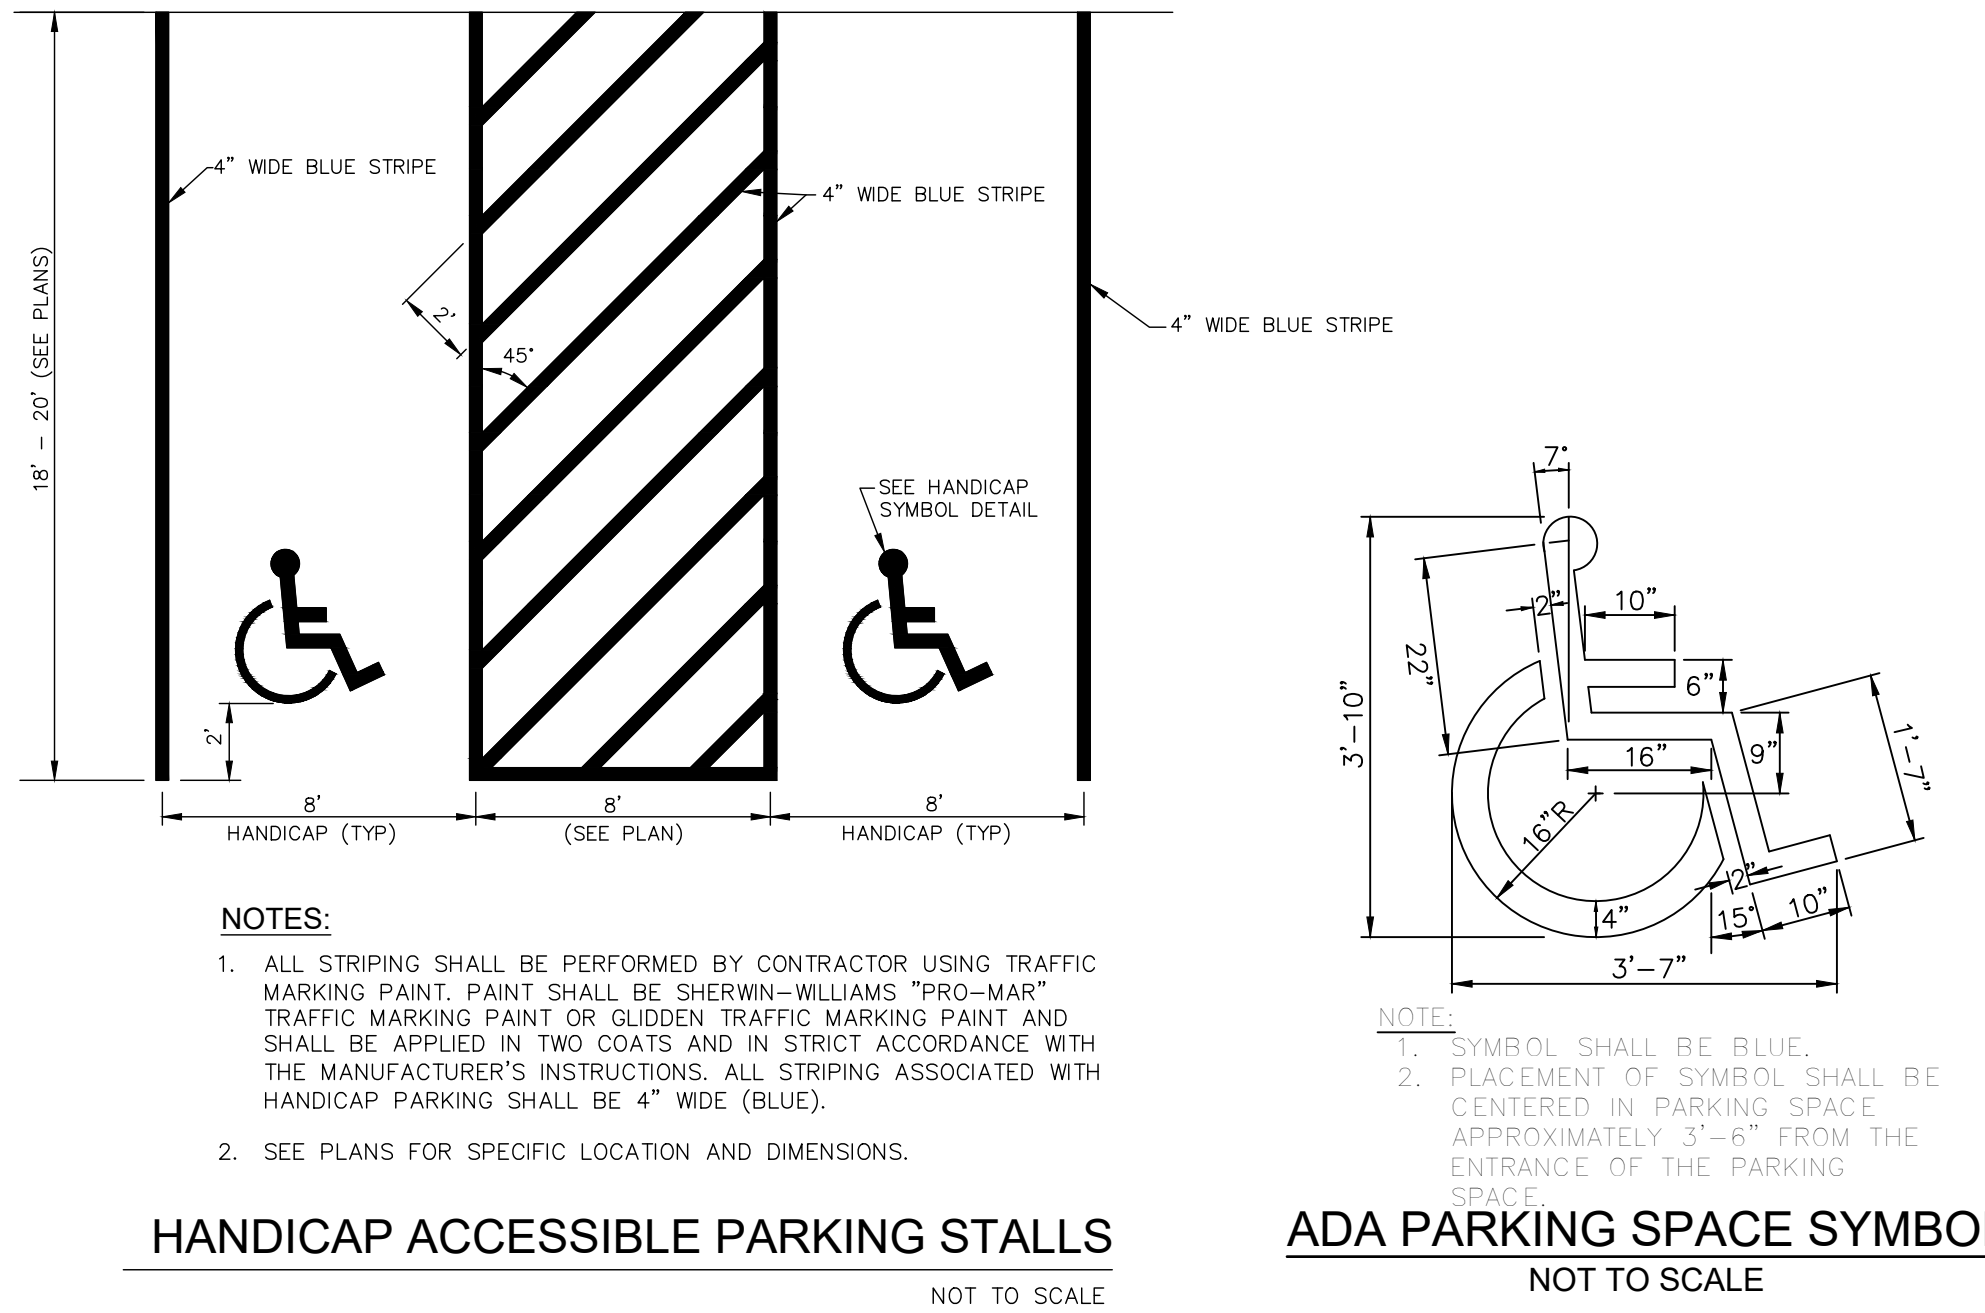 4" WIDE BLUE STRIPE
4" WIDE BLUE STRIPE
4" WIDE BLUE STRIPE
18' - 20' (SEE PLANS)
2'
45°
SEE HANDICAP
SYMBOL DETAIL
2'
8'
HANDICAP (TYP)
8'
(SEE PLAN)
8'
HANDICAP (TYP)
NOTES:
1. ALL STRIPING SHALL BE PERFORMED BY CONTRACTOR USING TRAFFIC
MARKING PAINT. PAINT SHALL BE SHERWIN-WILLIAMS "PRO-MAR"
TRAFFIC MARKING PAINT OR GLIDDEN TRAFFIC MARKING PAINT AND
SHALL BE APPLIED IN TWO COATS AND IN STRICT ACCORDANCE WITH
THE MANUFACTURER'S INSTRUCTIONS. ALL STRIPING ASSOCIATED WITH
HANDICAP PARKING SHALL BE 4" WIDE (BLUE).
2. SEE PLANS FOR SPECIFIC LOCATION AND DIMENSIONS.
HANDICAP ACCESSIBLE PARKING STALLS
NOT TO SCALE
7°
2"
10"
22"
6"
3'-10"
16"
9"
1'-7"
16"R
2"
4"
15°
10"
3'-7"
NOTE:
1. SYMBOL SHALL BE BLUE.
2. PLACEMENT OF SYMBOL SHALL BE
CENTERED IN PARKING SPACE
APPROXIMATELY 3'-6" FROM THE
ENTRANCE OF THE PARKING
SPACE.
ADA PARKING SPACE SYMBOL
NOT TO SCALE